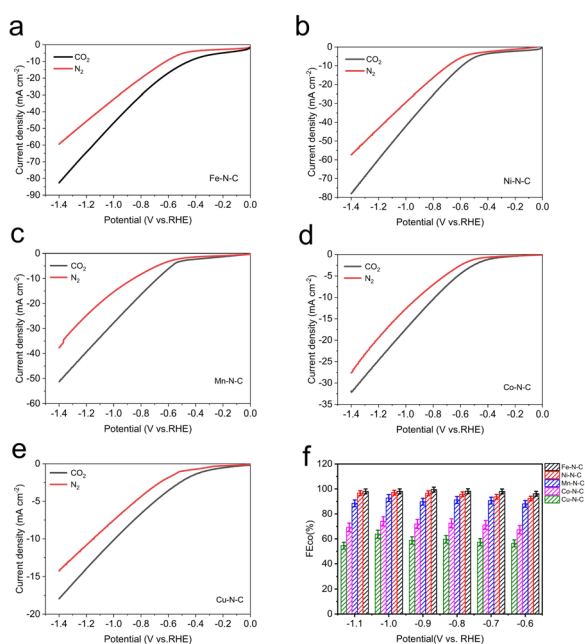 a
0
-10
-20
-30
-40
-50
-60
-70
-80
-90
Current density (mA cm⁻²)
CO₂
N₂
Fe-N-C
-1.4 -1.2 -1.0 -0.8 -0.6 -0.4 -0.2 0.0
Potential (V vs.RHE)
b
0
-10
-20
-30
-40
-50
-60
-70
-80
Current density (mA cm⁻²)
CO₂
N₂
Ni-N-C
-1.4 -1.2 -1.0 -0.8 -0.6 -0.4 -0.2 0.0
Potential (V vs.RHE)
c
0
-10
-20
-30
-40
-50
-60
Current density (mA cm⁻²)
CO₂
N₂
Mn-N-C
-1.4 -1.2 -1.0 -0.8 -0.6 -0.4 -0.2 0.0
Potential (V vs.RHE)
d
0
-5
-10
-15
-20
-25
-30
-35
Current density (mA cm⁻²)
CO₂
N₂
Co-N-C
-1.4 -1.2 -1.0 -0.8 -0.6 -0.4 -0.2 0.0
Potential (V vs.RHE)
e
0
-5
-10
-15
-20
Current density (mA cm⁻²)
CO₂
N₂
Cu-N-C
-1.4 -1.2 -1.0 -0.8 -0.6 -0.4 -0.2 0.0
Potential (V vs.RHE)
f
120
100
80
60
40
20
0
FEco(%)
Fe-N-C
Ni-N-C
Mn-N-C
Co-N-C
Cu-N-C
-1.1 -1.0 -0.9 -0.8 -0.7 -0.6
Potential(V vs. RHE)